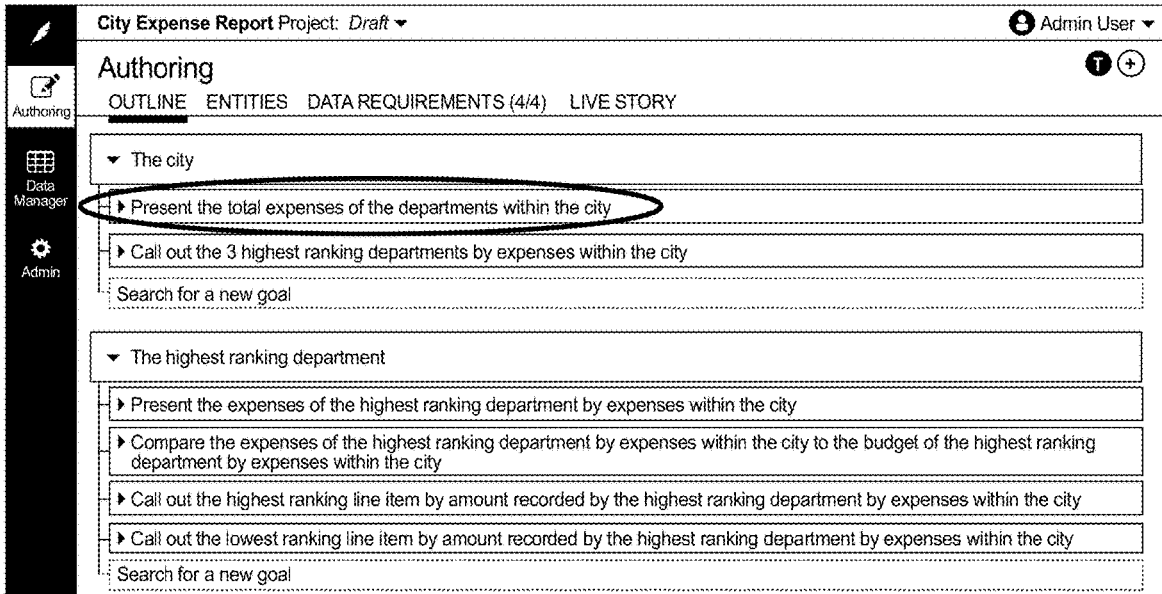 City Expense Report Project: Draft
Admin User
Authoring
T
+
Authoring
OUTLINE ENTITIES DATA REQUIREMENTS (4/4) LIVE STORY
The city
Data
Manager
Present the total expenses of the departments within the city
Call out the 3 highest ranking departments by expenses within the city
Admin
Search for a new goal
The highest ranking department
Present the expenses of the highest ranking department by expenses within the city
Compare the expenses of the highest ranking department by expenses within the city to the budget of the highest ranking
department by expenses within the city
Call out the highest ranking line item by amount recorded by the highest ranking department by expenses within the city
Call out the lowest ranking line item by amount recorded by the highest ranking department by expenses within the city
Search for a new goal